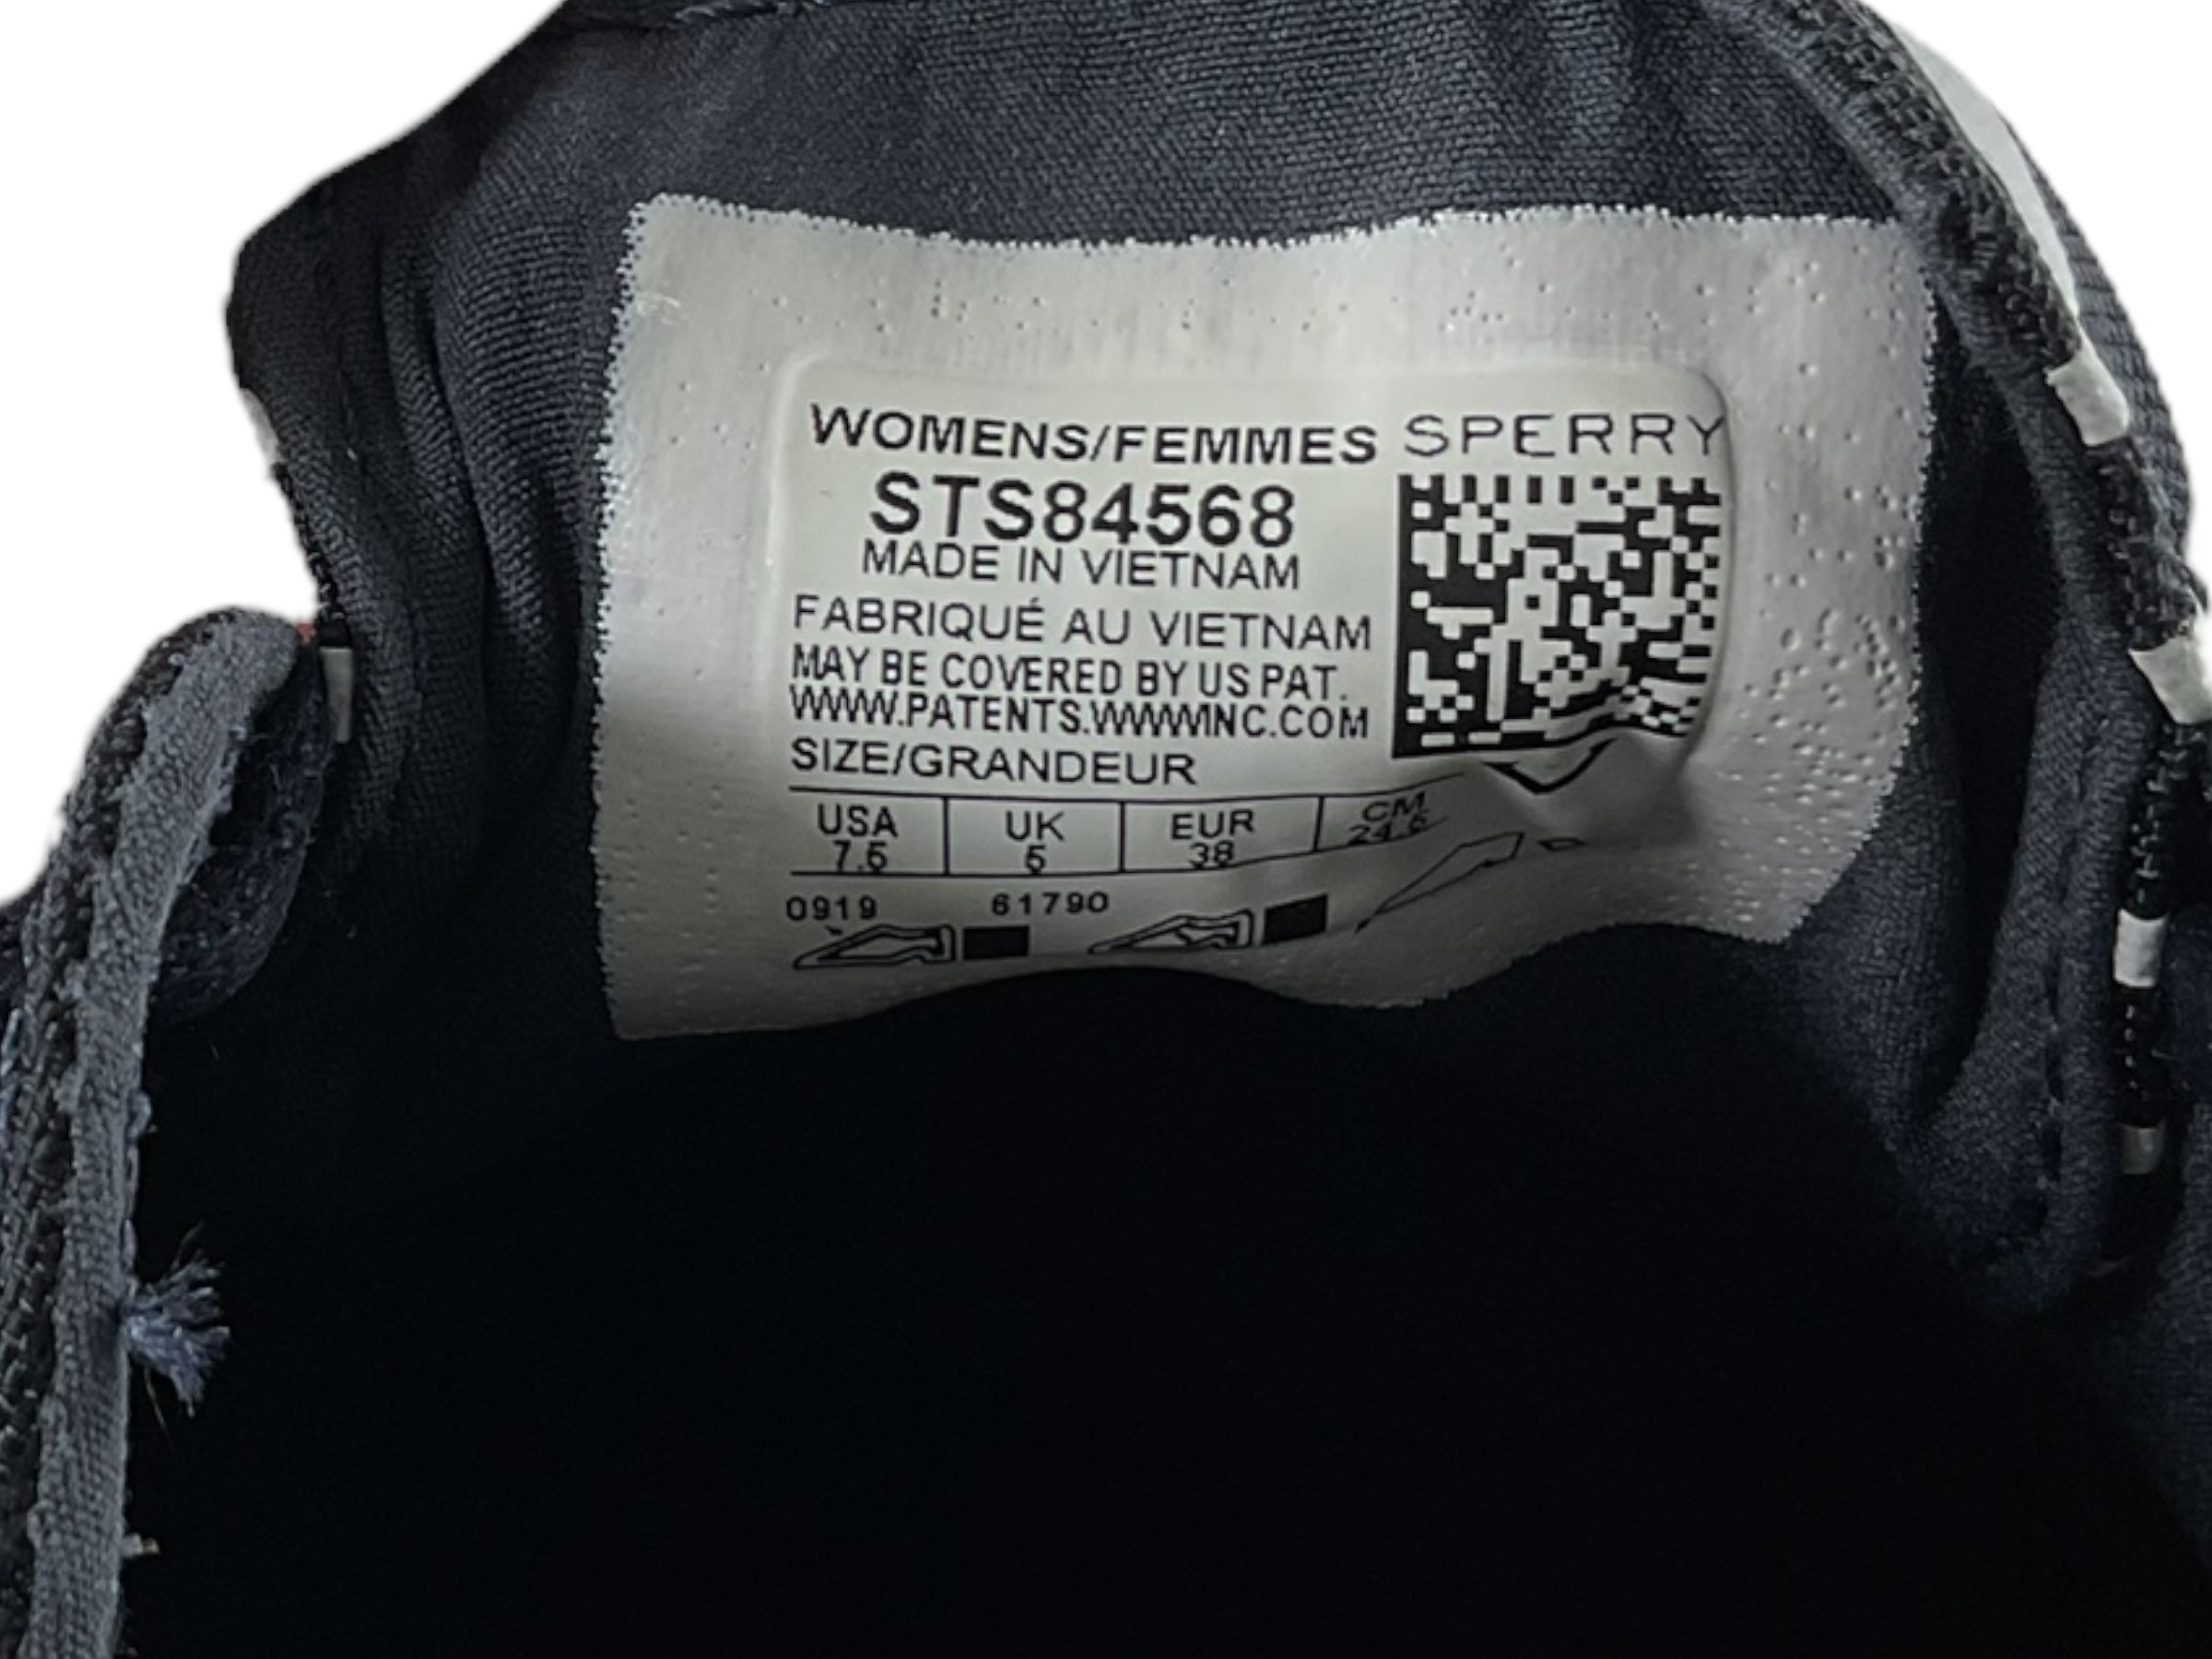 WOMENS/FEMMES SPERRY
STS84568
MADE IN VIETNAM
FABRIQUÉ AU VIETNAM
MAY BE COVERED BY US PAT.
WWW.PATENTS.WWWINC.COM
SIZE/GRANDEUR
USA UK EUR CM
7.5 5 38 24.5
0919 61790